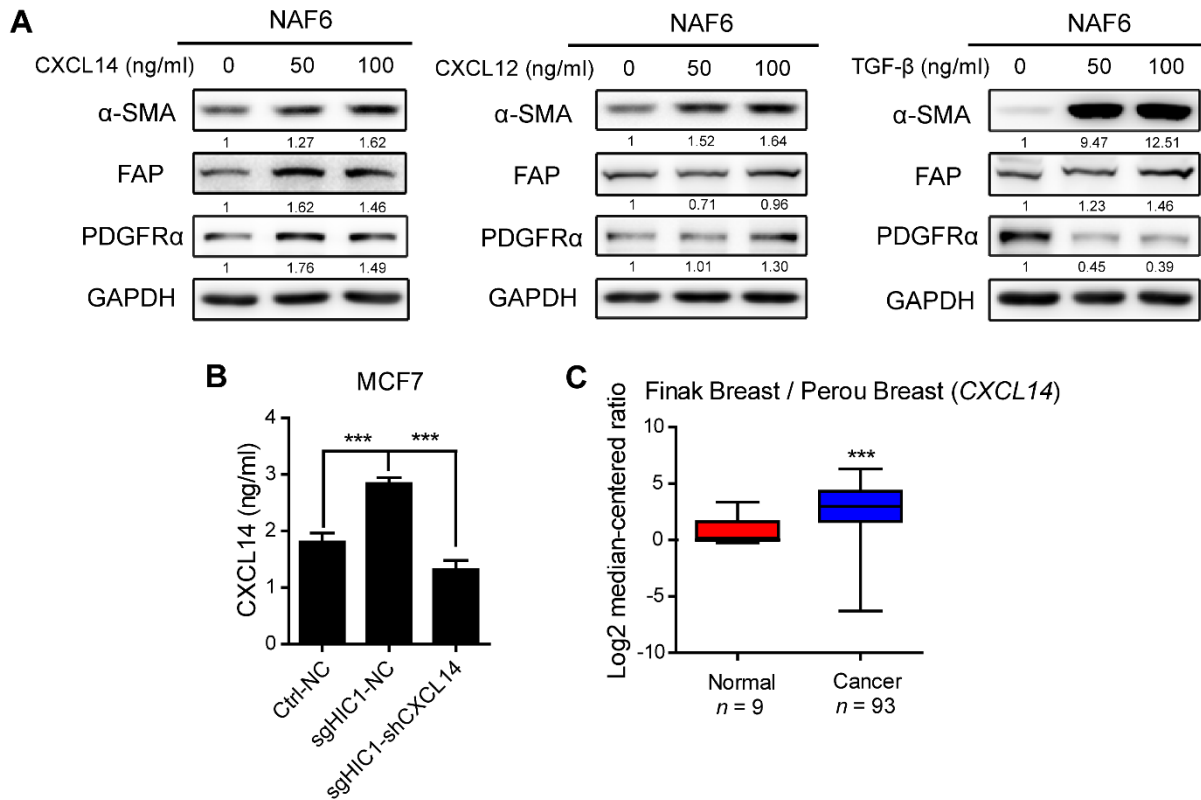 A
NAF6
CXCL14 (ng/ml) 0 50 100
α-SMA
1 1.27 1.62
FAP
1 1.62 1.46
PDGFRα
1 1.76 1.49
GAPDH
NAF6
CXCL12 (ng/ml) 0 50 100
α-SMA
1 1.52 1.64
FAP
1 0.71 0.96
PDGFRα
1 1.01 1.30
GAPDH
NAF6
TGF-β (ng/ml) 0 50 100
α-SMA
1 9.47 12.51
FAP
1 1.23 1.46
PDGFRα
1 0.45 0.39
GAPDH
B
MCF7
CXCL14 (ng/ml)
4
3
2
1
0
*** ***
Ctrl-NC
sgHIC1-NC
sgHIC1-shCXCL14
C
Finak Breast / Perou Breast (CXCL14)
Log2 median-centered ratio
10
5
0
-5
-10
***
Normal
n = 9
Cancer
n = 93